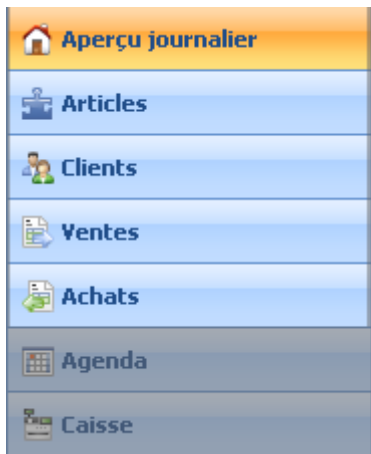 Aperçu journalier
Articles
Clients
Ventes
Achats
Agenda
Caisse